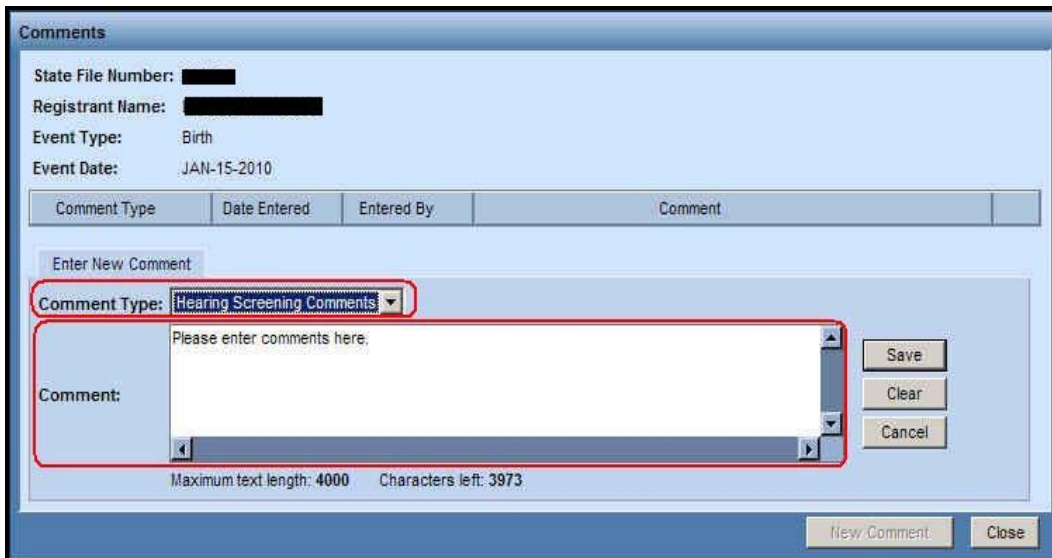 Comments
State File Number:
Registrant Name:
Event Type: Birth
Event Date: JAN-15-2010
Comment Type Date Entered Entered By Comment
Enter New Comment
Comment Type: Hearing Screening Comments
Please enter comments here.
Comment:
Save
Clear
Cancel
Maximum text length: 4000 Characters left: 3973
New Comment Close